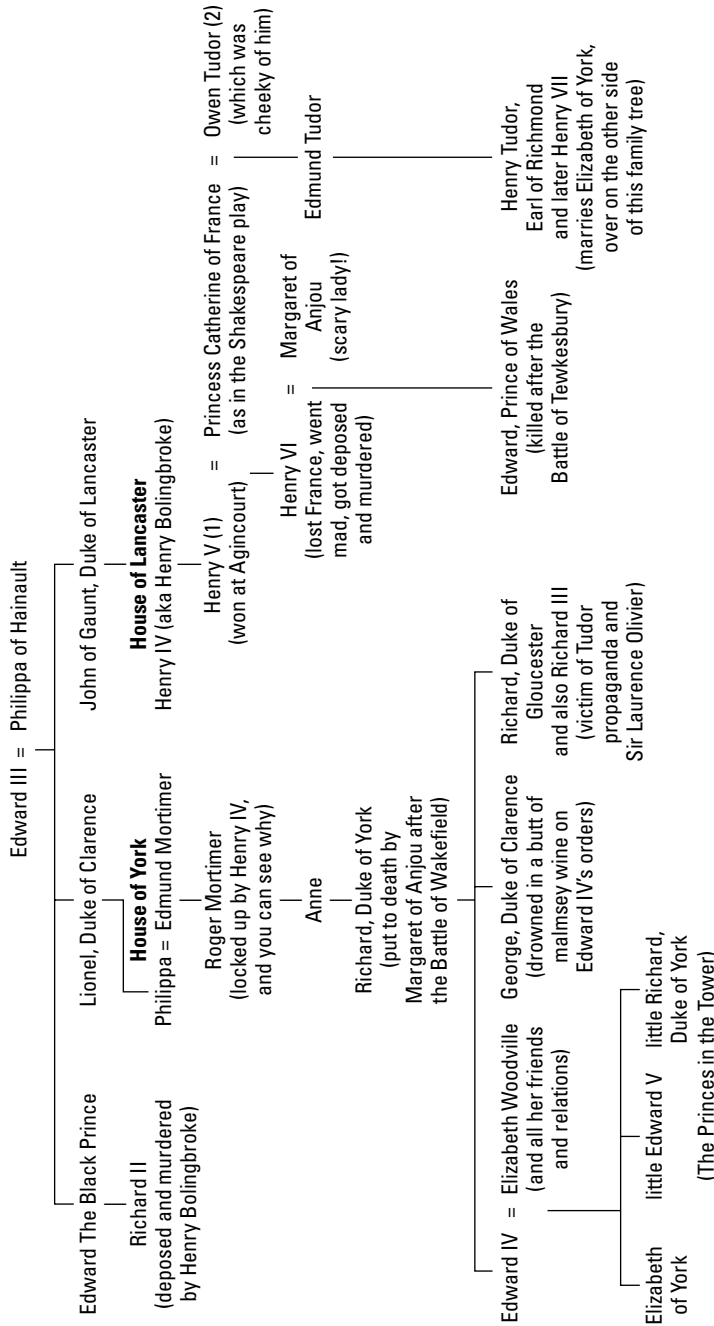 Edward III = Philippa of Hainault
Edward The Black Prince
Lionel, Duke of Clarence
John of Gaunt, Duke of Lancaster
Richard II
(deposed and murdered
by Henry Bolingbroke)
House of York
Philippa = Edmund Mortimer
House of Lancaster
Henry IV (aka Henry Bolingbroke)
Roger Mortimer
(locked up by Henry IV,
and you can see why)
Henry V (1)
(won at Agincourt)
=
Princess Catherine of France
(as in the Shakespeare play)
=
Owen Tudor (2)
(which was
cheeky of him)
Anne
Henry VI
(lost France, went
mad, got deposed
and murdered)
=
Margaret of
Anjou
(scary lady!)
Edmund Tudor
Richard, Duke of York
(put to death by
Margaret of Anjou after
the Battle of Wakefield)
Edward IV = Elizabeth Woodville
(and all her friends
and relations)
George, Duke of Clarence
(drowned in a butt of
malmsey wine on
Edward IV's orders)
Richard, Duke of
Gloucester
and also Richard III
(victim of Tudor
propaganda and
Sir Laurence Olivier)
Edward, Prince of Wales
(killed after the
Battle of Tewkesbury)
Henry Tudor,
Earl of Richmond
and later Henry VII
(marries Elizabeth of York,
over on the other side
of this family tree)
Elizabeth
of York
little Edward V
little Richard,
Duke of York
(The Princes in the Tower)